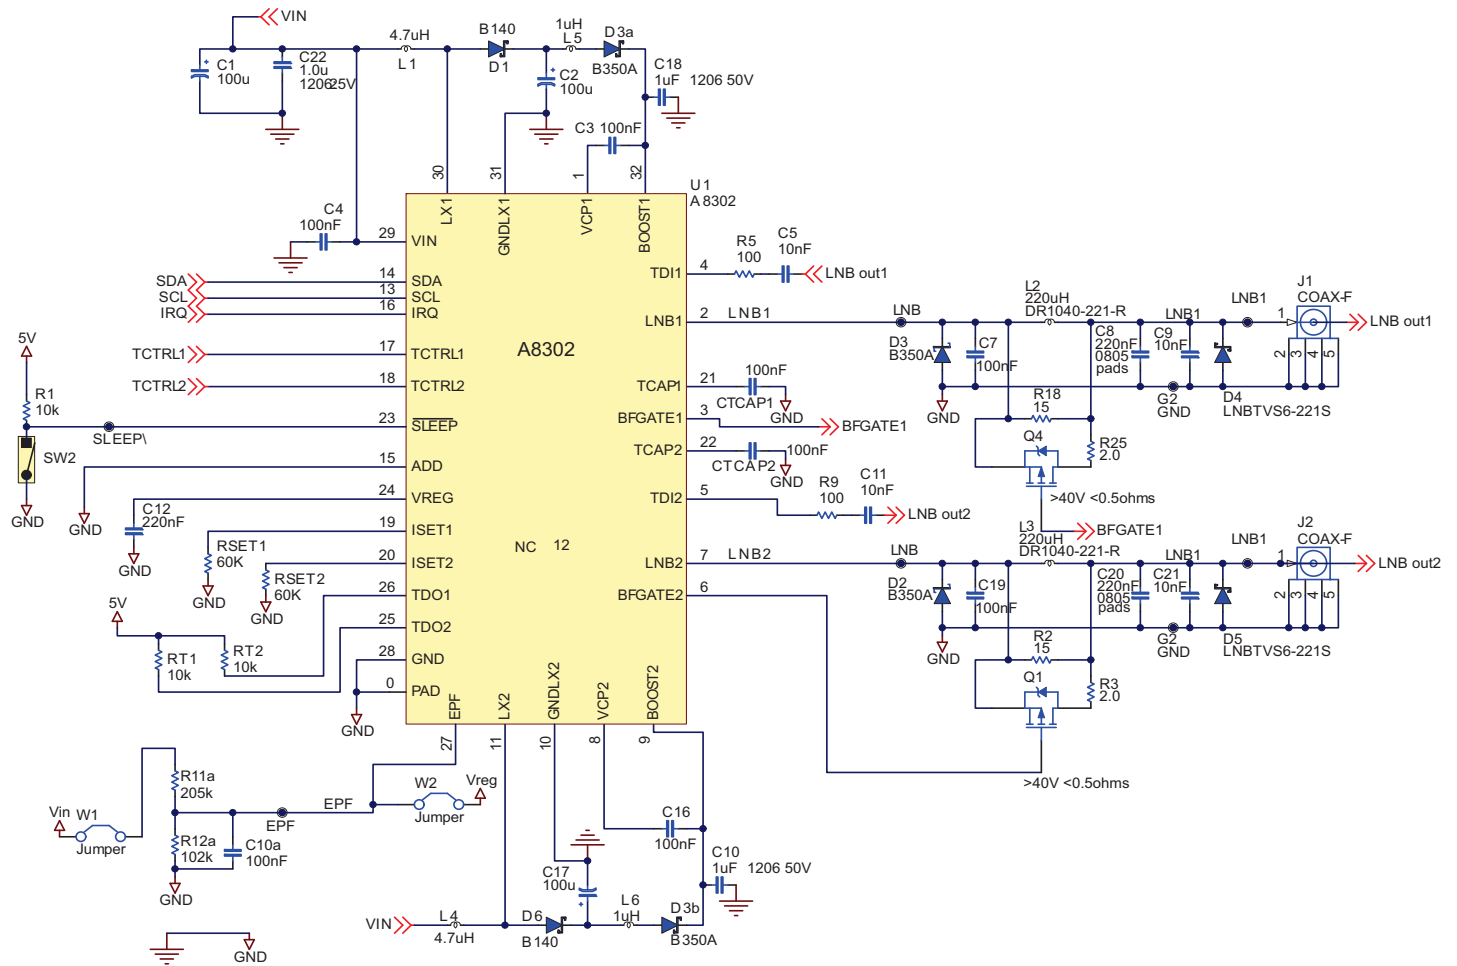 VIN
4.7uH
L1
B140
D1
1uH
L5
D3a
B350A
C1
100u
C22
1.0u
1206 25V
C2
100u
C18
1uF 1206 50V
C3 100nF
30
31
1
32
U1
A8302
LX1
GNDLX1
VCP1
BOOST1
C4
100nF
29 VIN
SDA 14 SDA
SCL 13 SCL
IRQ 16 IRQ
TCTRL1 17 TCTRL1
TCTRL2 18 TCTRL2
5V
R1
10k
SLEEP\ 23 SLEEP
SW2
GND
15 ADD
GND
24 VREG
C12
220nF
GND
19 ISET1
RSET1
60K
GND
20 ISET2
RSET2
60K
GND
26 TDO1
25 TDO2
5V
RT1
10k
RT2
10k
28 GND
0 PAD
GND
A8302
NC 12
TDI1 4
R5
100
C5
10nF
LNB out1
LNB1 2 LNB1
TCAP1 21
100nF
CTCAP1
GND
BFGATE1 3
BFGATE1
TCAP2 22
100nF
CTCAP2
GND
TDI2 5
R9
100
C11
10nF
LNB out2
LNB2 7 LNB2
BFGATE2 6
LNB
D3
B350A
GND
C7
100nF
L2
220uH
DR1040-221-R
C8
220nF
0805
pads
C9
10nF
LNB1
LNB1
G2
GND
D4
LNBTVS6-221S
J1
COAX-F
1
2
3
4
5
LNB out1
R18
15
Q4
R25
2.0
>40V <0.5ohms
BFGATE1
LNB
D2
B350A
GND
C19
100nF
L3
220uH
DR1040-221-R
C20
220nF
0805
pads
C21
10nF
LNB1
LNB1
G2
GND
D5
LNBTVS6-221S
J2
COAX-F
1
2
3
4
5
LNB out2
R2
15
Q1
R3
2.0
>40V <0.5ohms
EPF
LX2
GNDLX2
VCP2
BOOST2
27
11
10
8
9
Vin
W1
Jumper
R11a
205k
R12a
102k
GND
C10a
100nF
EPF
EPF
W2
Jumper
Vreg
C16
100nF
C17
100u
C10
1uF 1206 50V
VIN
L4
4.7uH
D6
B140
L6
1uH
D3b
B350A
GND